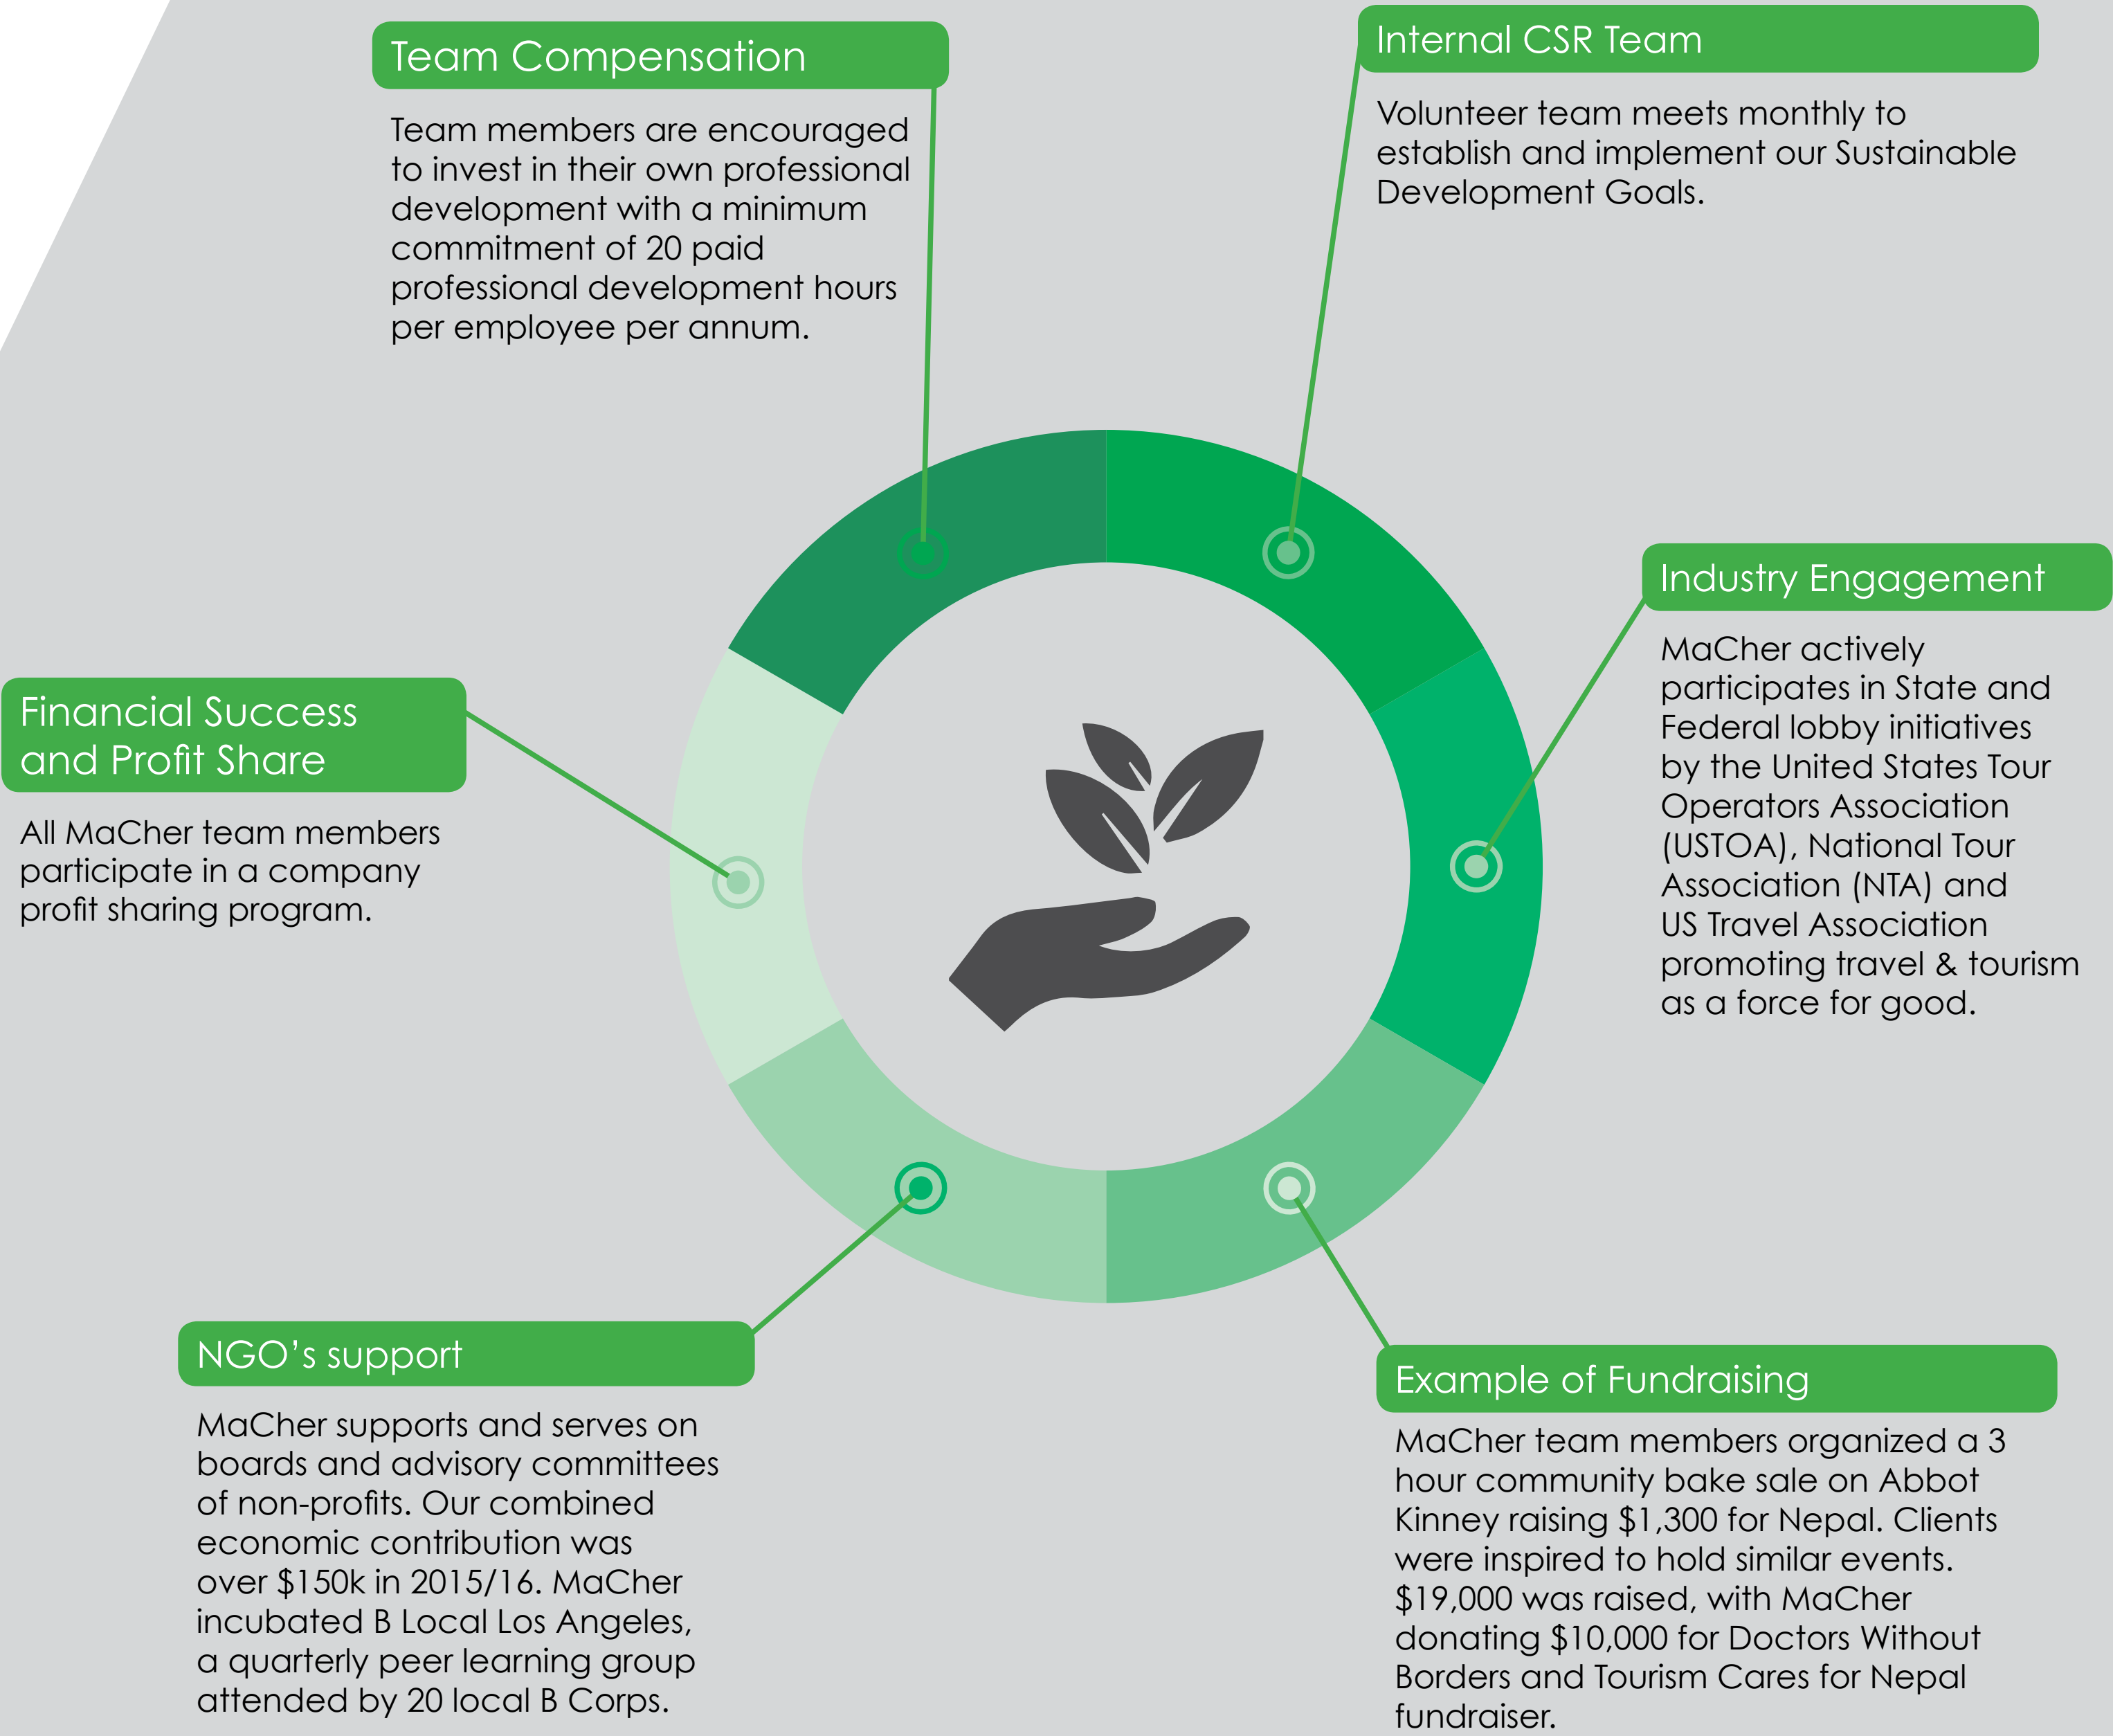 Team Compensation
Team members are encouraged
to invest in their own professional
development with a minimum
commitment of 20 paid
professional development hours
per employee per annum.
Internal CSR Team
Volunteer team meets monthly to
establish and implement our Sustainable
Development Goals.
Industry Engagement
MaCher actively
participates in State and
Federal lobby initiatives
by the United States Tour
Operators Association
(USTOA), National Tour
Association (NTA) and
US Travel Association
promoting travel & tourism
as a force for good.
Financial Success
and Profit Share
All MaCher team members
participate in a company
profit sharing program.
NGO’s support
MaCher supports and serves on
boards and advisory committees
of non-profits. Our combined
economic contribution was
over $150k in 2015/16. MaCher
incubated B Local Los Angeles,
a quarterly peer learning group
attended by 20 local B Corps.
Example of Fundraising
MaCher team members organized a 3
hour community bake sale on Abbot
Kinney raising $1,300 for Nepal. Clients
were inspired to hold similar events.
$19,000 was raised, with MaCher
donating $10,000 for Doctors Without
Borders and Tourism Cares for Nepal
fundraiser.